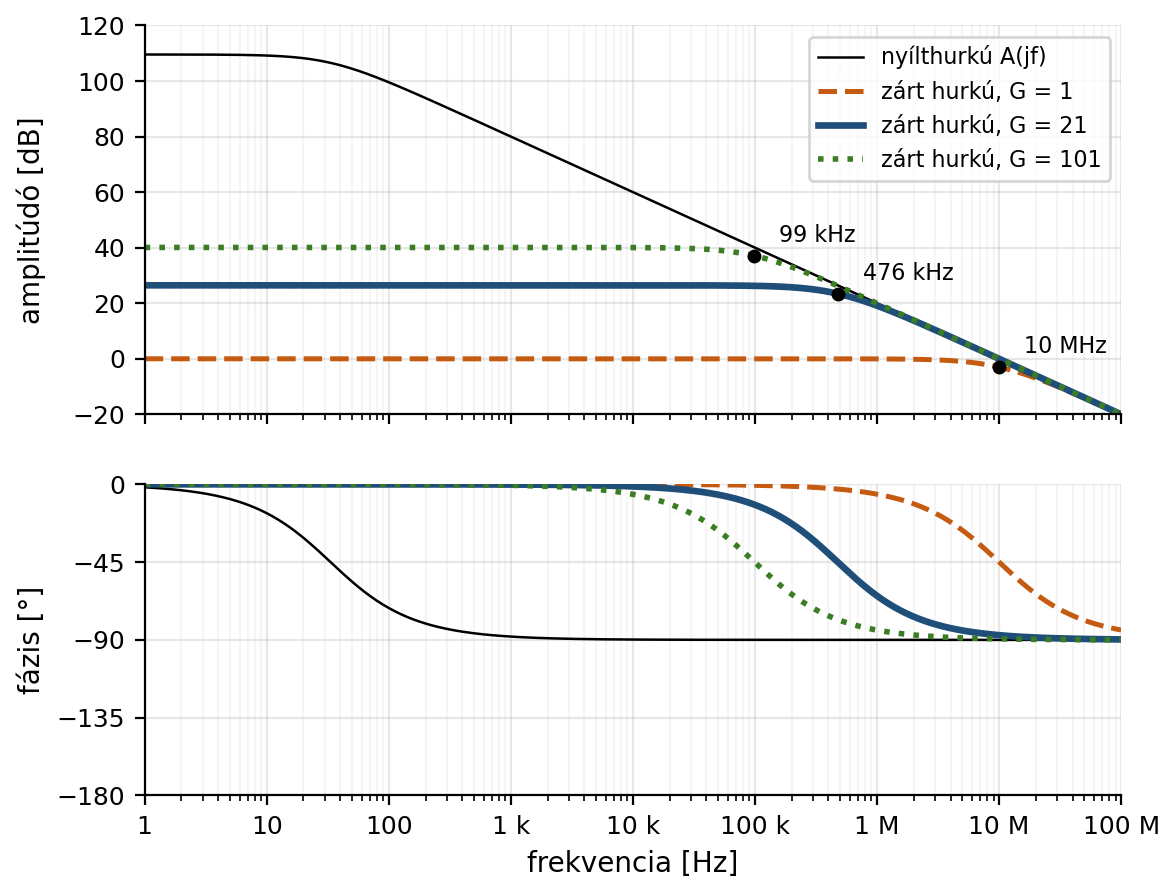 120
100
80
60
40
20
0
−20
amplitúdó [dB]
nyílthurkú A(jf)
zárt hurkú, G = 1
zárt hurkú, G = 21
zárt hurkú, G = 101
99 kHz
476 kHz
10 MHz
0
−45
−90
−135
−180
fázis [°]
1 10 100 1 k 10 k 100 k 1 M 10 M 100 M
frekvencia [Hz]